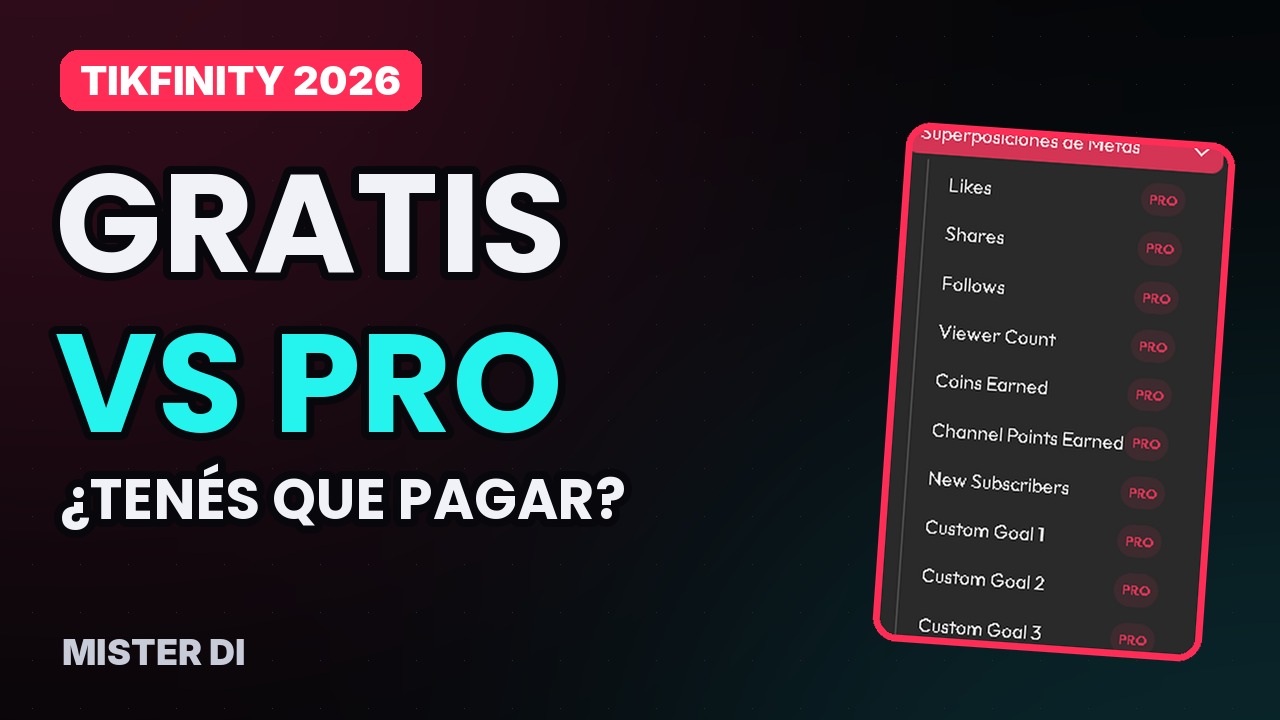 TIKFINITY 2026
GRATIS
VS PRO
¿TENÉS QUE PAGAR?
MISTER DI
Superposiciones de Metas
Likes PRO
Shares PRO
Follows PRO
Viewer Count PRO
Coins Earned PRO
Channel Points Earned PRO
New Subscribers PRO
Custom Goal 1 PRO
Custom Goal 2 PRO
Custom Goal 3 PRO